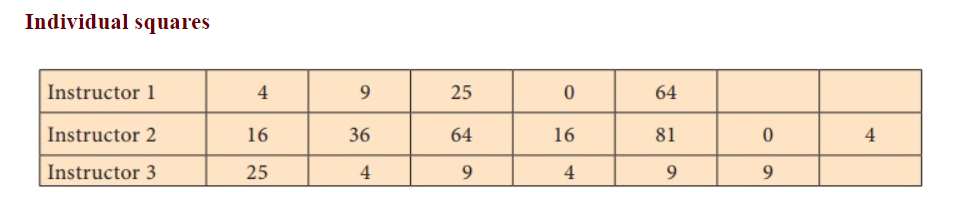 Individual squares
Instructor 1 4 9 25 0 64
Instructor 2 16 36 64 16 81 0 4
Instructor 3 25 4 9 4 9 9